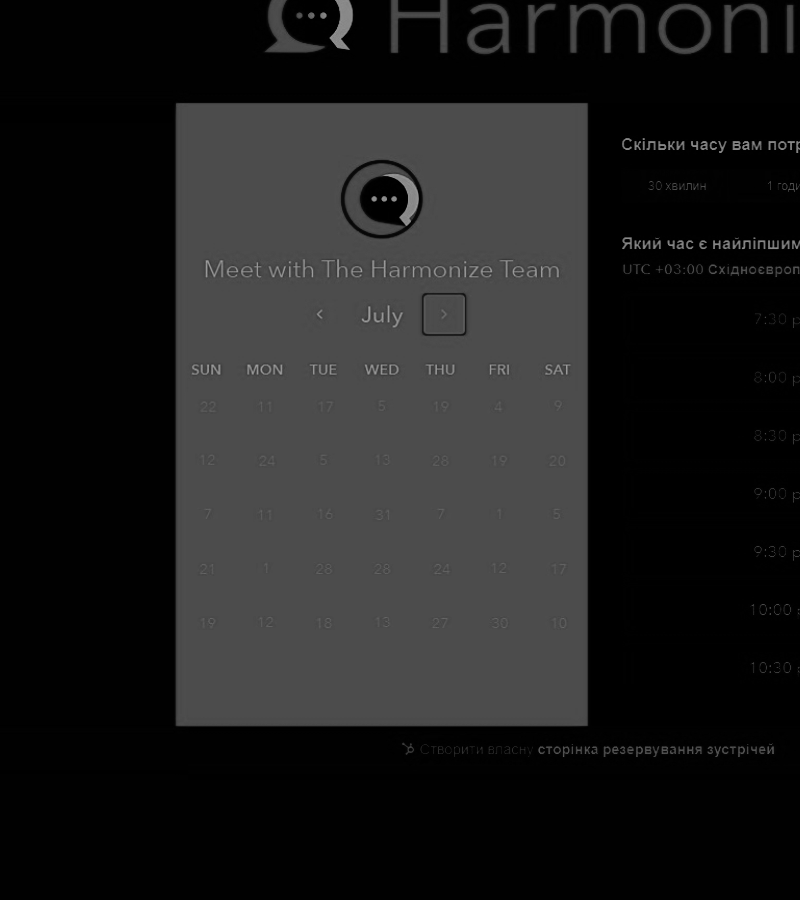 Harmoni
Meet with The Harmonize Team
July
SUN MON TUE WED THU FRI SAT
22 11 17 5 19 4 9
12 24 5 13 28 19 20
7 11 16 31 7 1 5
21 1 28 28 24 12 17
19 12 18 13 27 30 10
Скільки часу вам потр
30 хвилин 1 годи
Який час є найліпшим
UTC +03:00 Східноєвроп
7:30 р
8:00 р
8:30 р
9:00 р
9:30 р
10:00
10:30 р
Створити власну сторінка резервування зустрічей